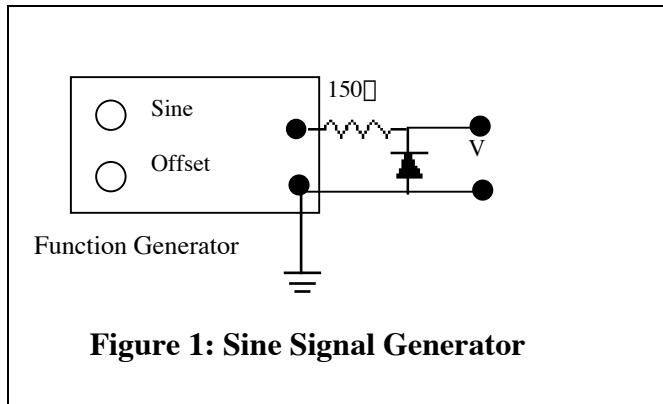 150▯
Sine
V
Offset
Function Generator
Figure 1: Sine Signal Generator